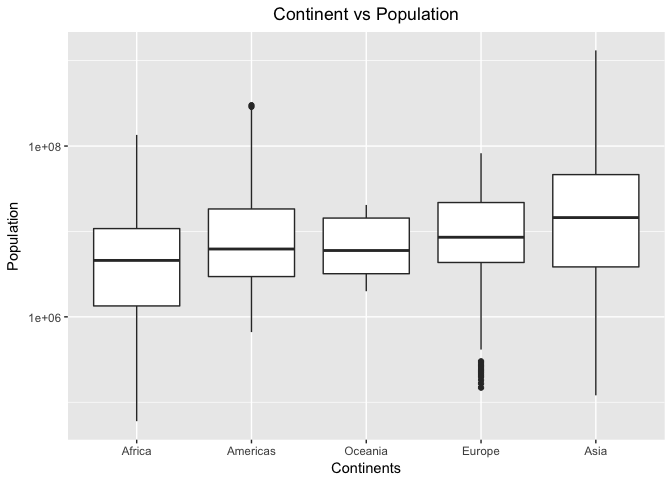 Continent vs Population
Population
1e+08
1e+06
Africa Americas Oceania Europe Asia
Continents